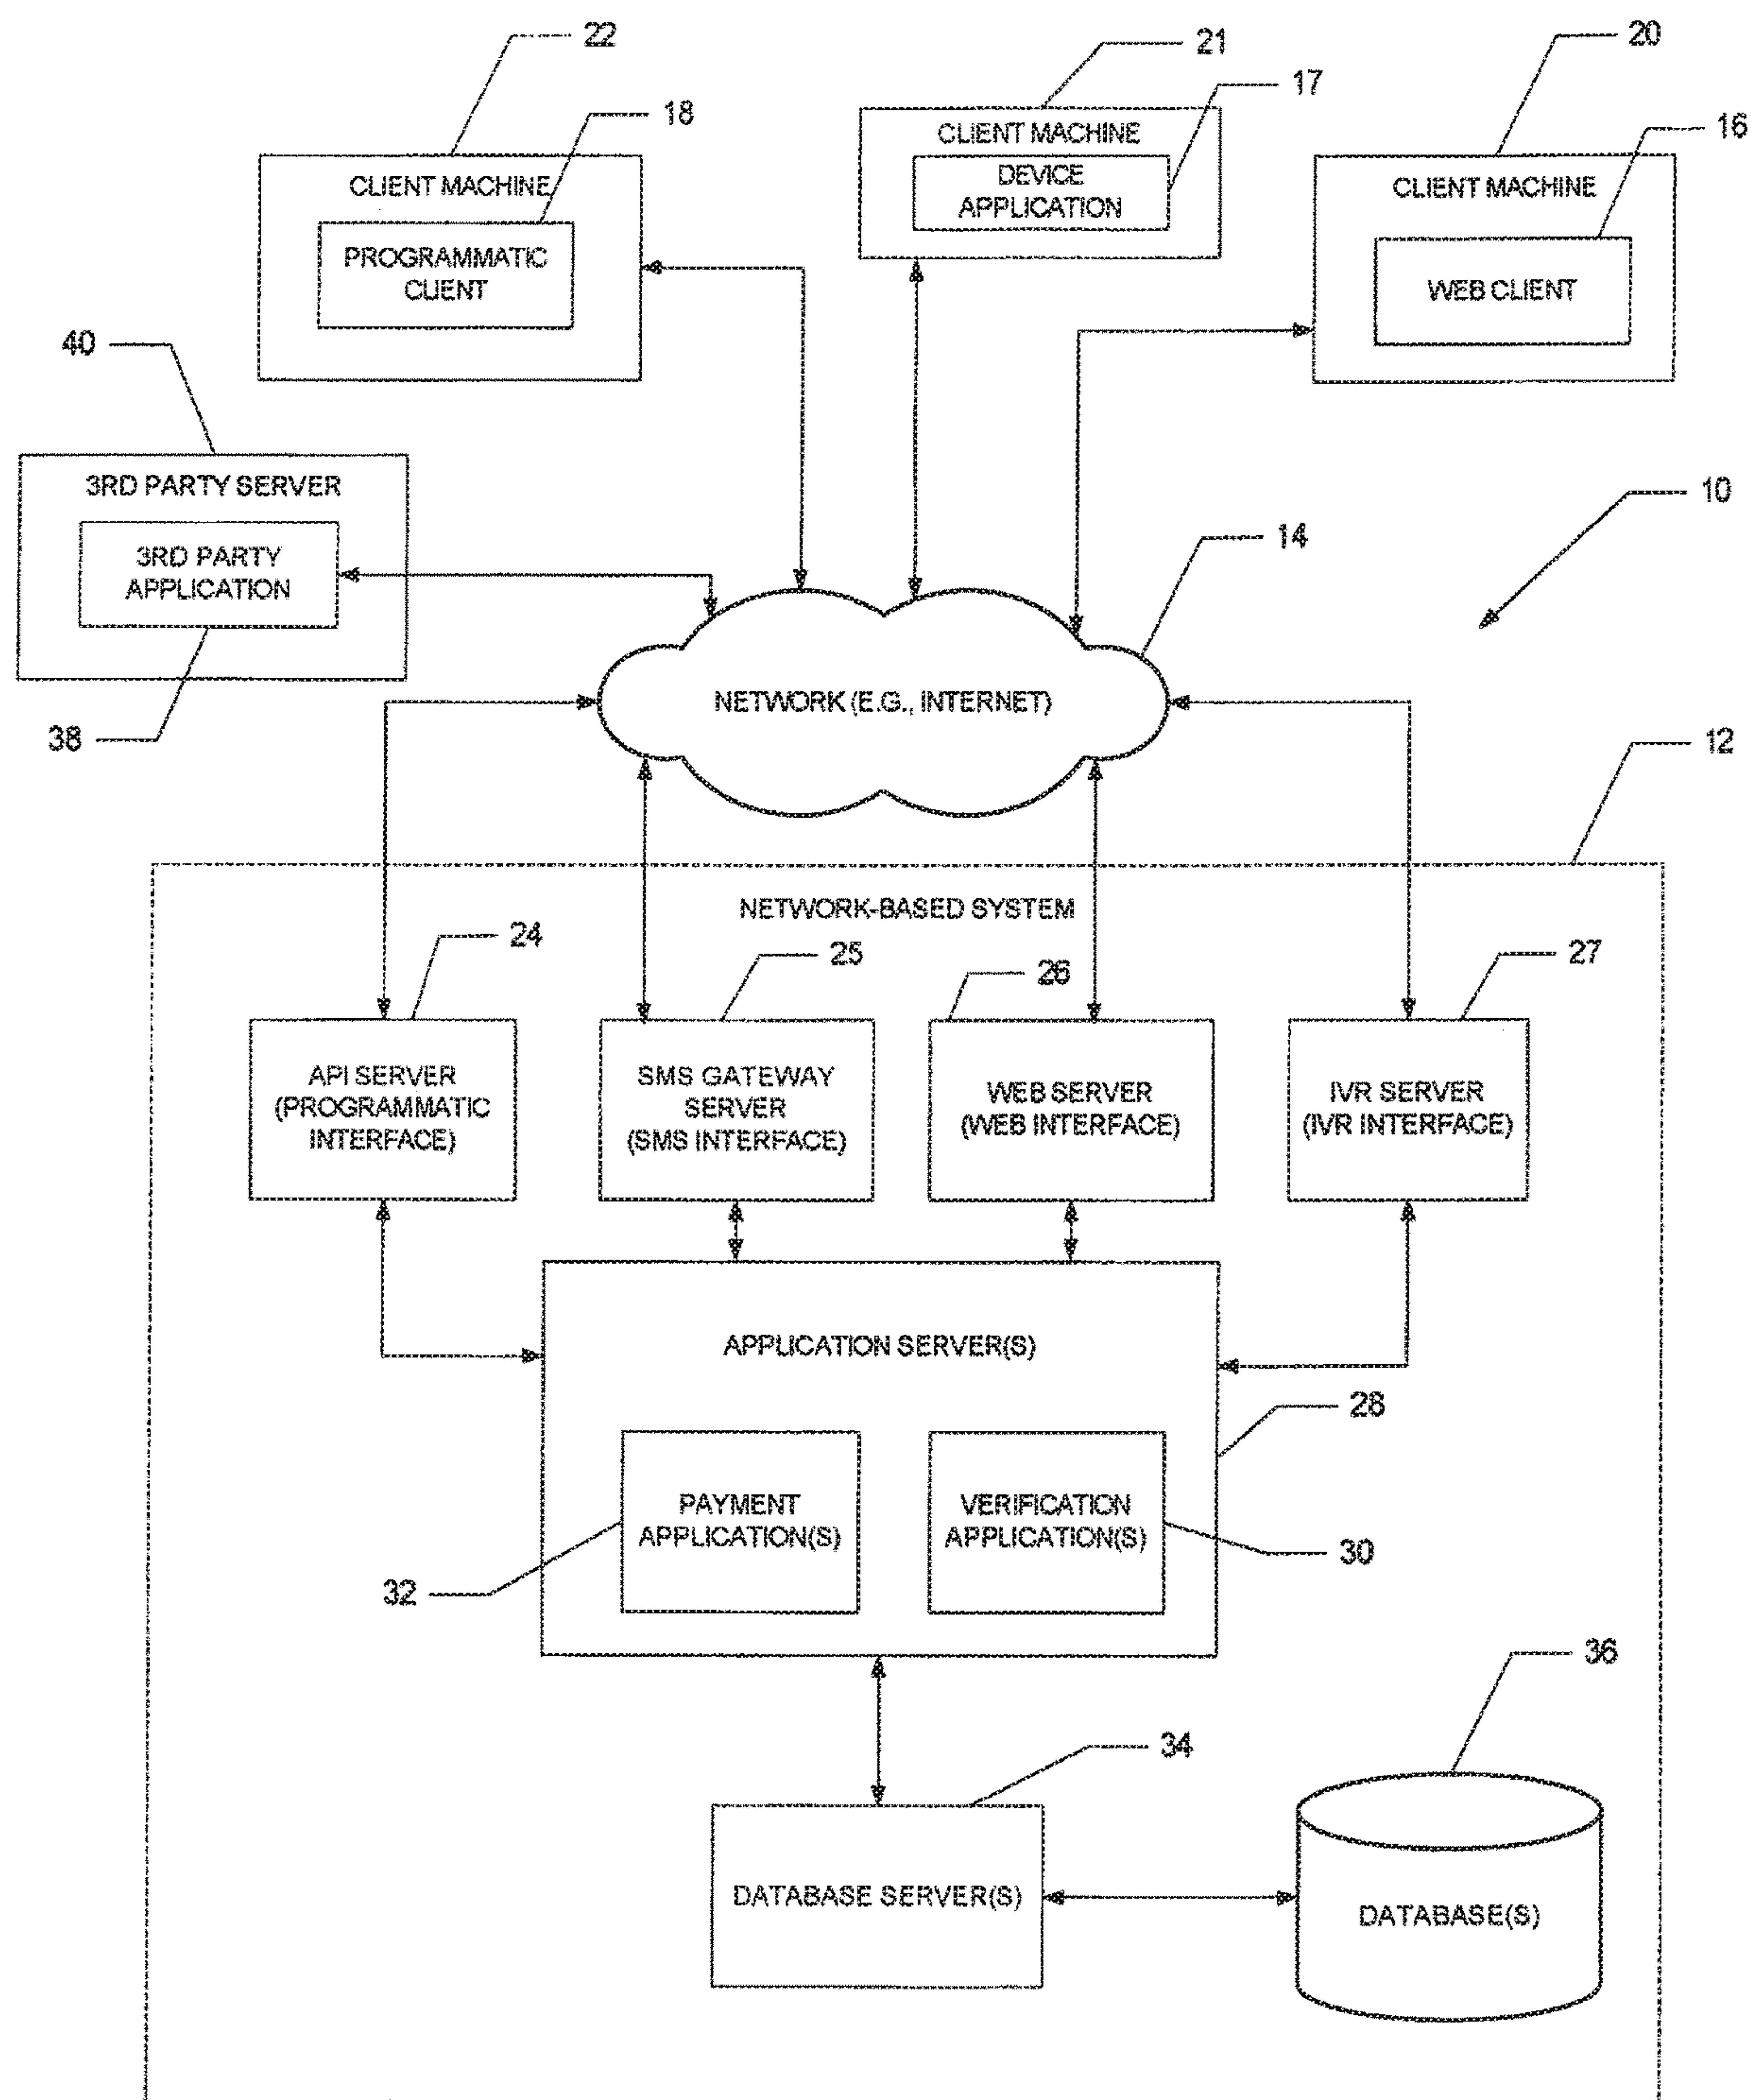 22
21
20
18
17
16
CLIENT MACHINE
PROGRAMMATIC
CLIENT
CLIENT MACHINE
DEVICE
APPLICATION
CLIENT MACHINE
WEB CLIENT
40
3RD PARTY SERVER
3RD PARTY
APPLICATION
38
10
14
NETWORK (E.G., INTERNET)
12
NETWORK-BASED SYSTEM
24
25
26
27
API SERVER
(PROGRAMMATIC
INTERFACE)
SMS GATEWAY
SERVER
(SMS INTERFACE)
WEB SERVER
(WEB INTERFACE)
IVR SERVER
(IVR INTERFACE)
APPLICATION SERVER(S)
28
PAYMENT
APPLICATION(S)
VERIFICATION
APPLICATION(S)
32
30
34
36
DATABASE SERVER(S)
DATABASE(S)